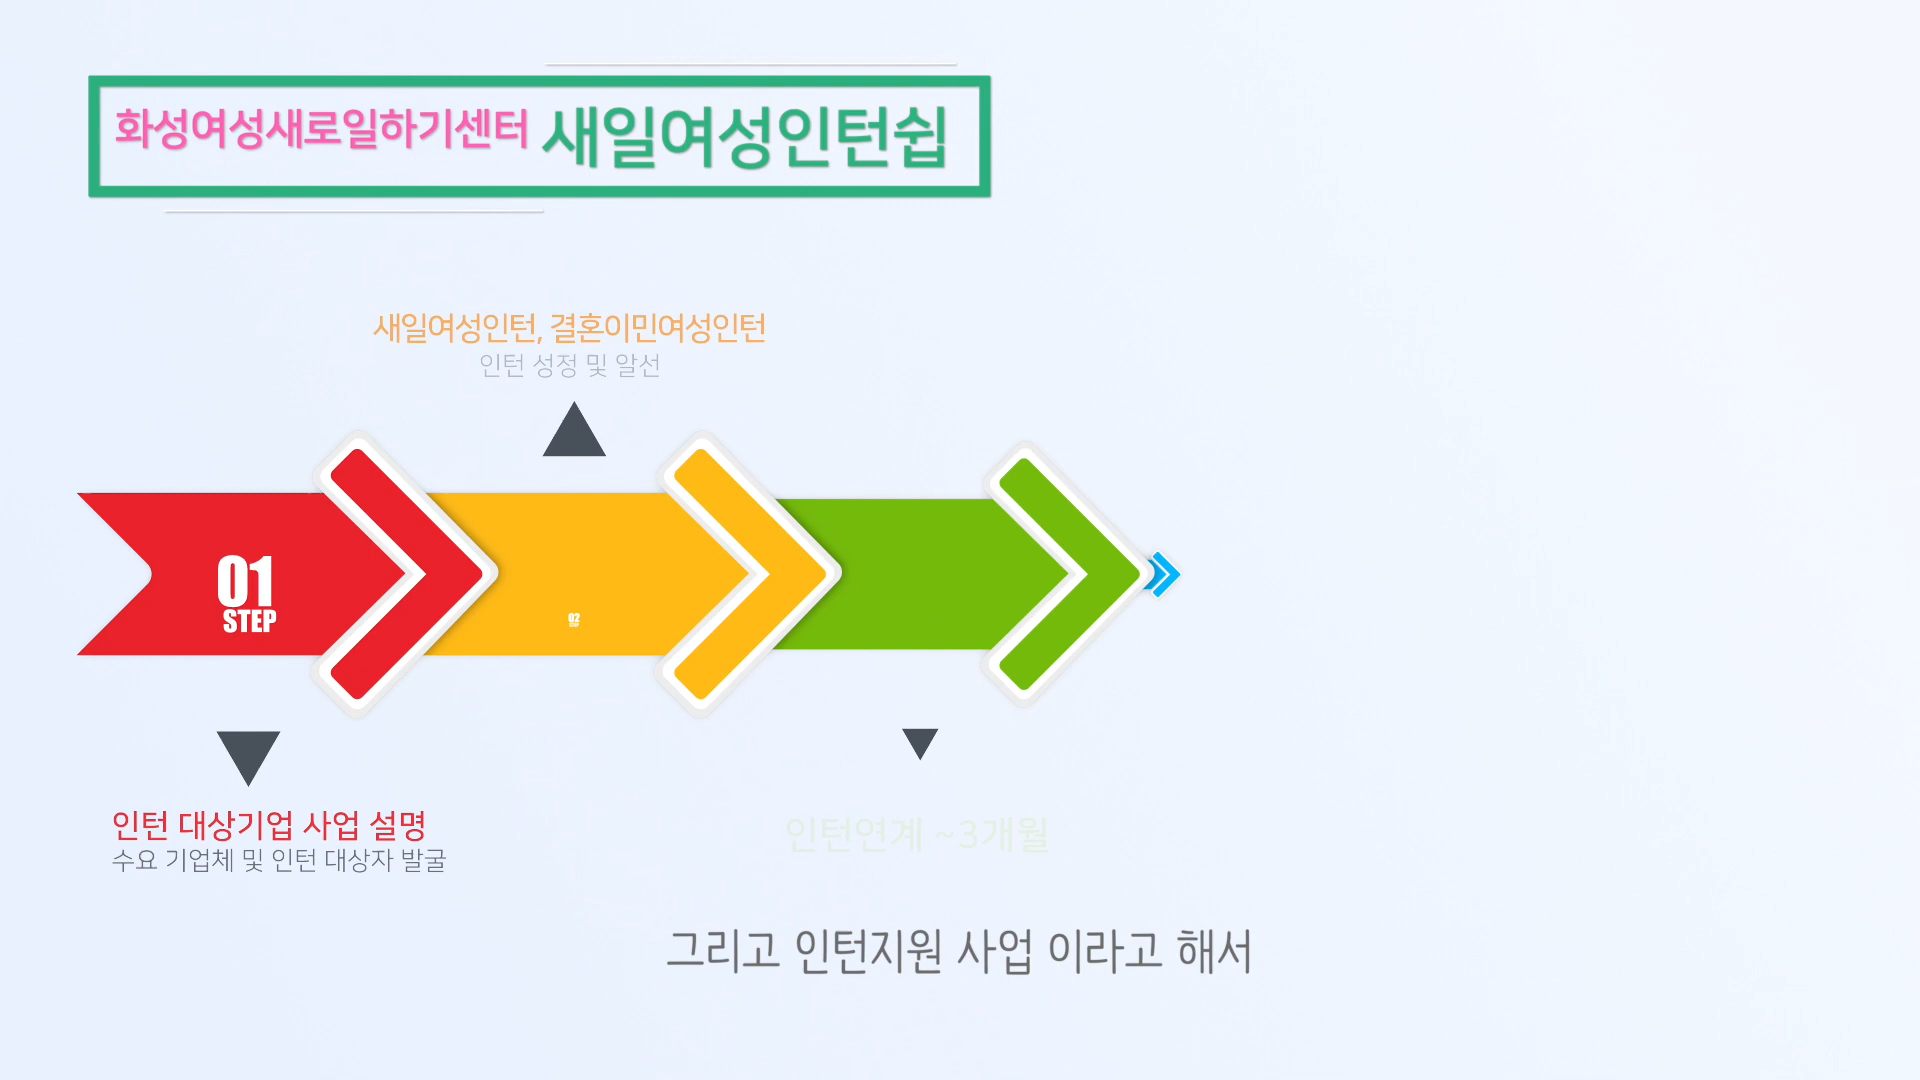 화성여성새로일하기센터 새일여성인턴쉽
새일여성인턴, 결혼이민여성인턴
인턴 성정 및 알선
01
STEP
02
STEP
인턴 대상기업 사업 설명
수요 기업체 및 인턴 대상자 발굴
인턴연계 ~3개월
그리고 인턴지원 사업 이라고 해서